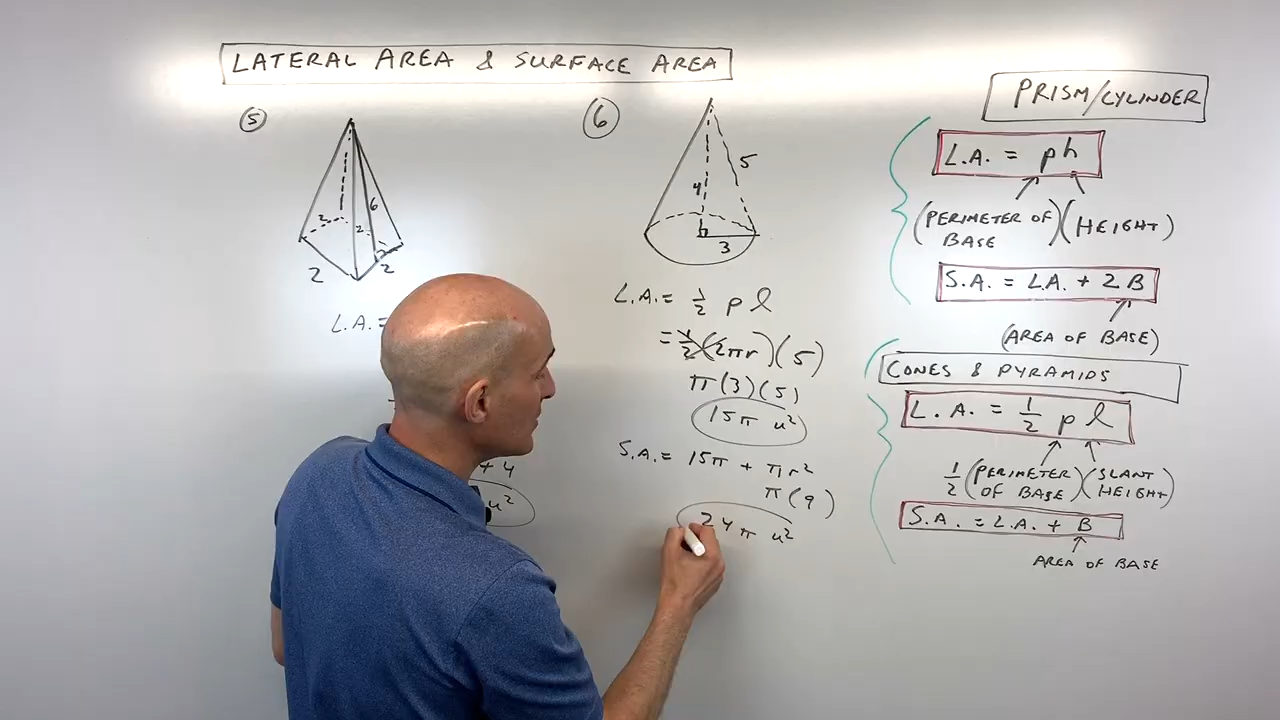 LATERAL AREA & SURFACE AREA
5
6
2
2
2
2
L.A. =
+ 4
u²
6
4
5
3
L.A. = 1/2 p l
= 1/2 (2πr)(5)
π(3)(5)
15π u²
S.A. = 15π + πr²
π(9)
24π u²
PRISM/CYLINDER
L.A. = ph
(PERIMETER OF BASE)(HEIGHT)
S.A. = L.A. + 2B
(AREA OF BASE)
CONES & PYRAMIDS
L.A. = 1/2 p l
1/2 (PERIMETER OF BASE)(SLANT HEIGHT)
S.A. = L.A. + B
AREA OF BASE